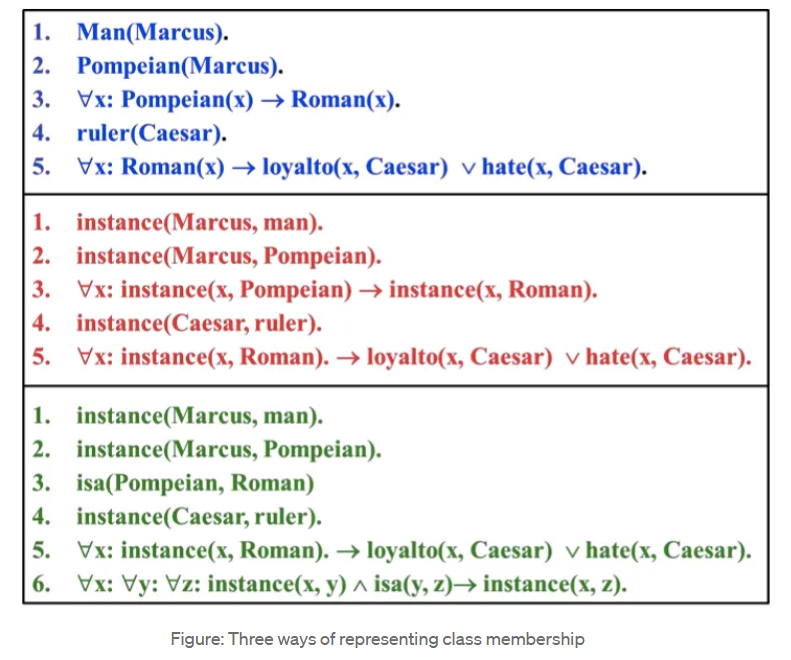 1. Man(Marcus).
2. Pompeian(Marcus).
3. ∀x: Pompeian(x) → Roman(x).
4. ruler(Caesar).
5. ∀x: Roman(x) → loyalto(x, Caesar) ∨ hate(x, Caesar).
1. instance(Marcus, man).
2. instance(Marcus, Pompeian).
3. ∀x: instance(x, Pompeian) → instance(x, Roman).
4. instance(Caesar, ruler).
5. ∀x: instance(x, Roman). → loyalto(x, Caesar) ∨ hate(x, Caesar).
1. instance(Marcus, man).
2. instance(Marcus, Pompeian).
3. isa(Pompeian, Roman)
4. instance(Caesar, ruler).
5. ∀x: instance(x, Roman). → loyalto(x, Caesar) ∨ hate(x, Caesar).
6. ∀x: ∀y: ∀z: instance(x, y) ∧ isa(y, z)→ instance(x, z).
Figure: Three ways of representing class membership